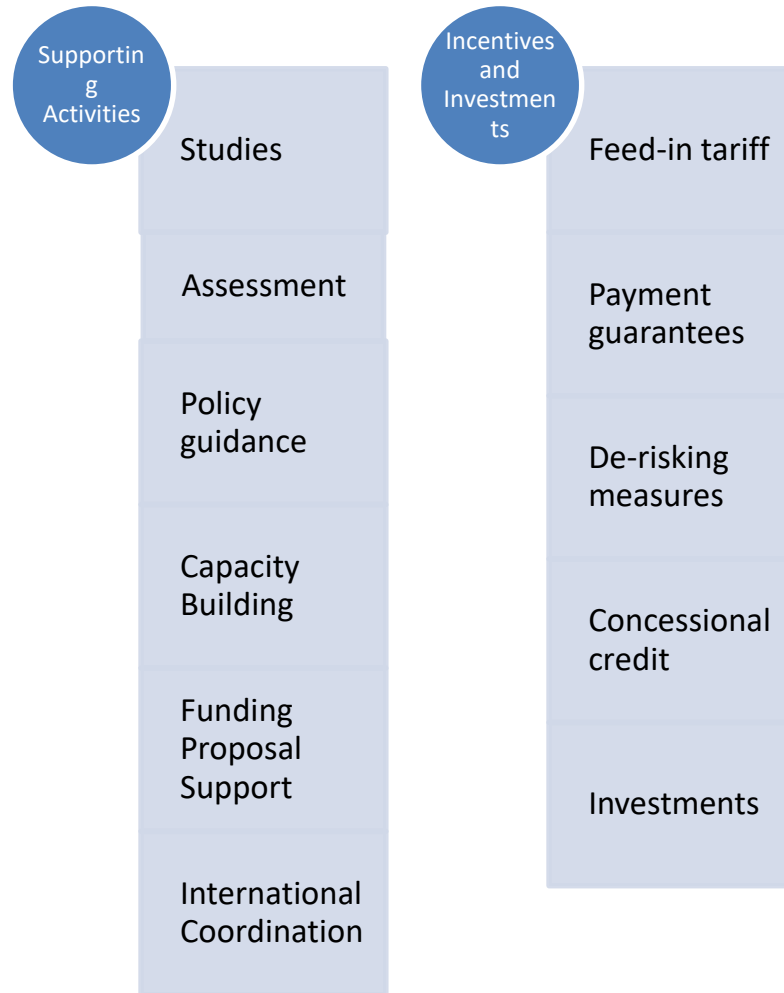 Supportin
g
Activities
Studies
Assessment
Policy
guidance
Capacity
Building
Funding
Proposal
Support
International
Coordination
Incentives
and
Investmen
ts
Feed-in tariff
Payment
guarantees
De-risking
measures
Concessional
credit
Investments